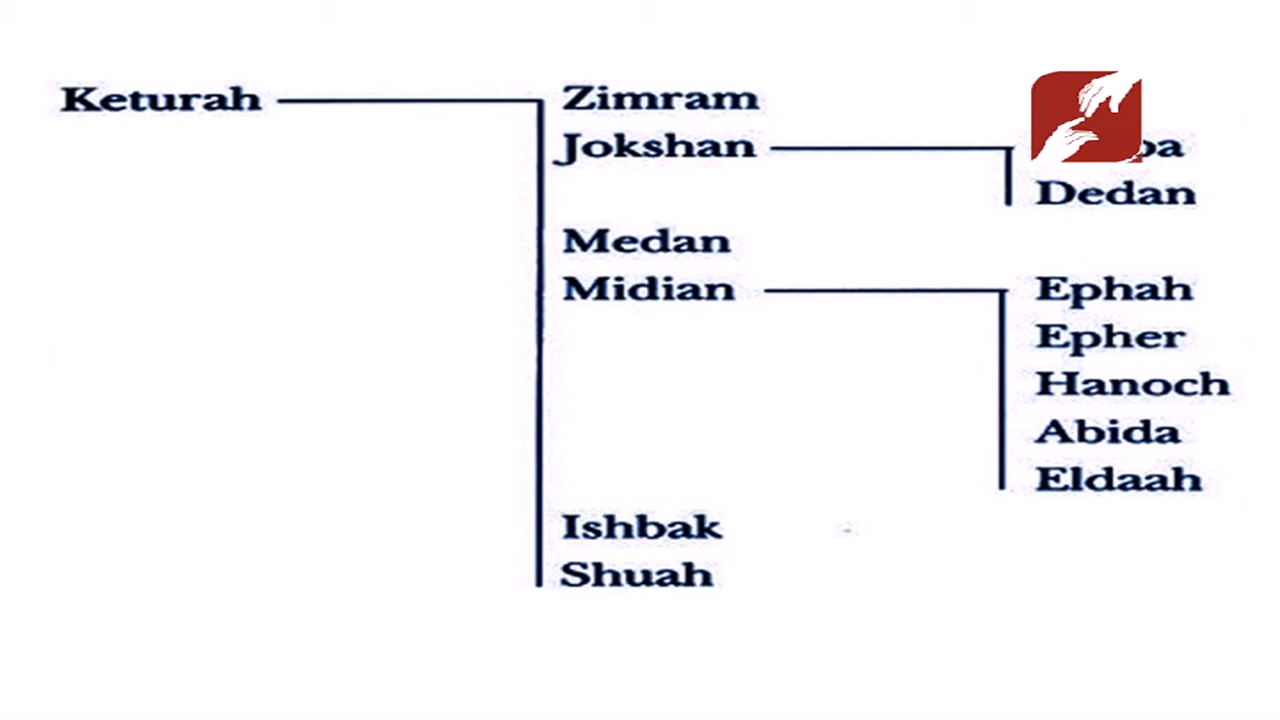 Keturah
Zimram
Jokshan
Dedan
Medan
Midian
Ephah
Epher
Hanoch
Abida
Eldaah
Ishbak
Shuah